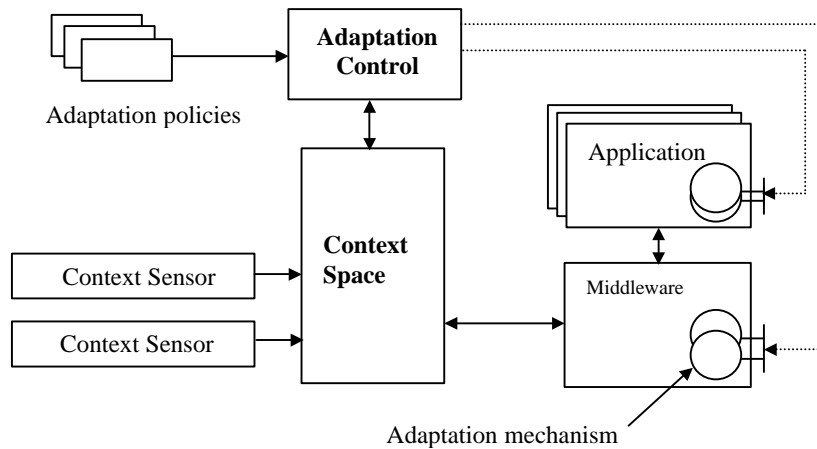 Adaptation
Control
Adaptation policies
Application
Context
Space
Context Sensor
Middleware
Context Sensor
Adaptation mechanism